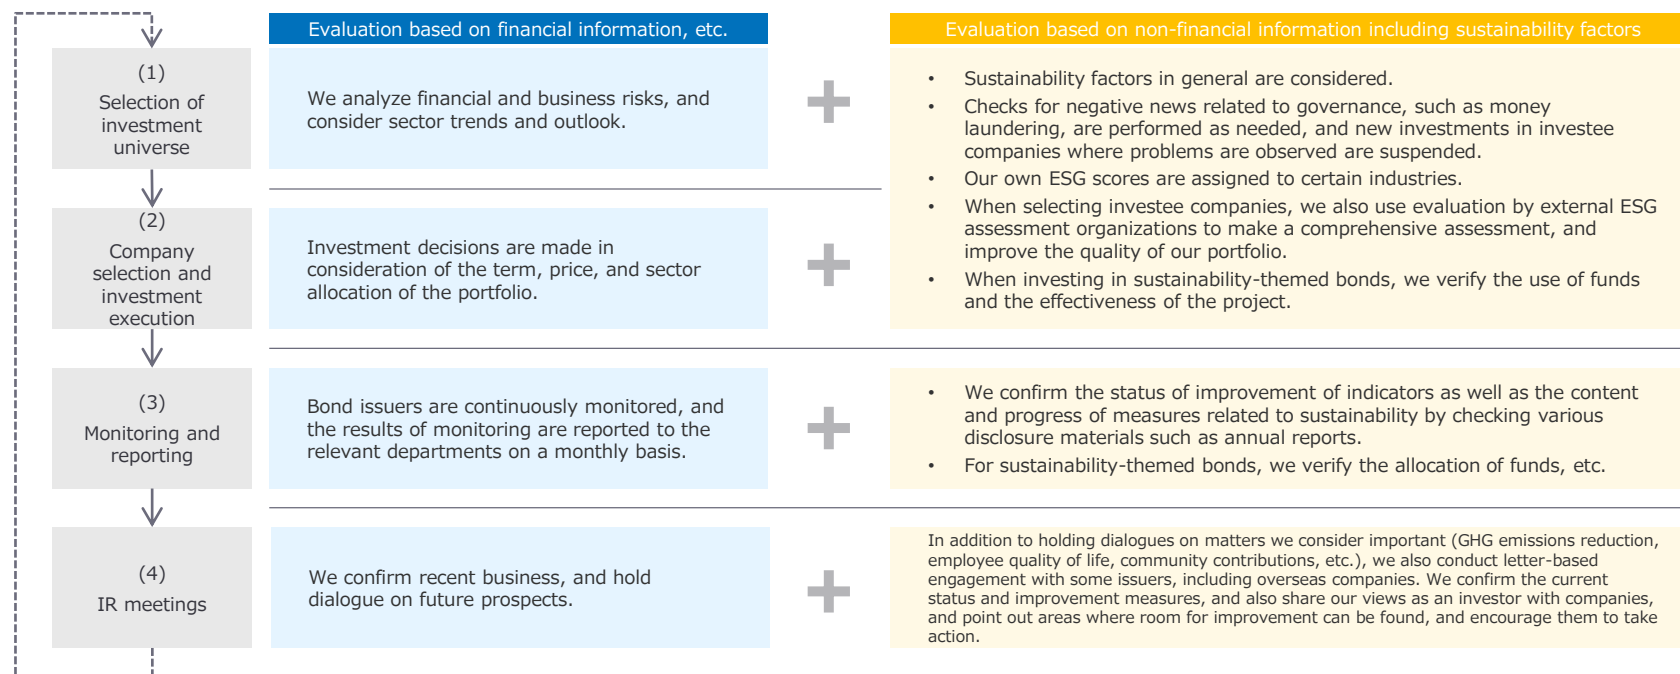 Evaluation based on financial information, etc.
Evaluation based on non-financial information including sustainability factors
(1)
Selection of
investment
universe
We analyze financial and business risks, and
consider sector trends and outlook.
• Sustainability factors in general are considered.
• Checks for negative news related to governance, such as money
laundering, are performed as needed, and new investments in investee
companies where problems are observed are suspended.
• Our own ESG scores are assigned to certain industries.
• When selecting investee companies, we also use evaluation by external ESG
assessment organizations to make a comprehensive assessment, and
improve the quality of our portfolio.
• When investing in sustainability-themed bonds, we verify the use of funds
and the effectiveness of the project.
(2)
Company
selection and
investment
execution
Investment decisions are made in
consideration of the term, price, and sector
allocation of the portfolio.
(3)
Monitoring and
reporting
Bond issuers are continuously monitored, and
the results of monitoring are reported to the
relevant departments on a monthly basis.
• We confirm the status of improvement of indicators as well as the content
and progress of measures related to sustainability by checking various
disclosure materials such as annual reports.
• For sustainability-themed bonds, we verify the allocation of funds, etc.
(4)
IR meetings
We confirm recent business, and hold
dialogue on future prospects.
In addition to holding dialogues on matters we consider important (GHG emissions reduction,
employee quality of life, community contributions, etc.), we also conduct letter-based
engagement with some issuers, including overseas companies. We confirm the current
status and improvement measures, and also share our views as an investor with companies,
and point out areas where room for improvement can be found, and encourage them to take
action.